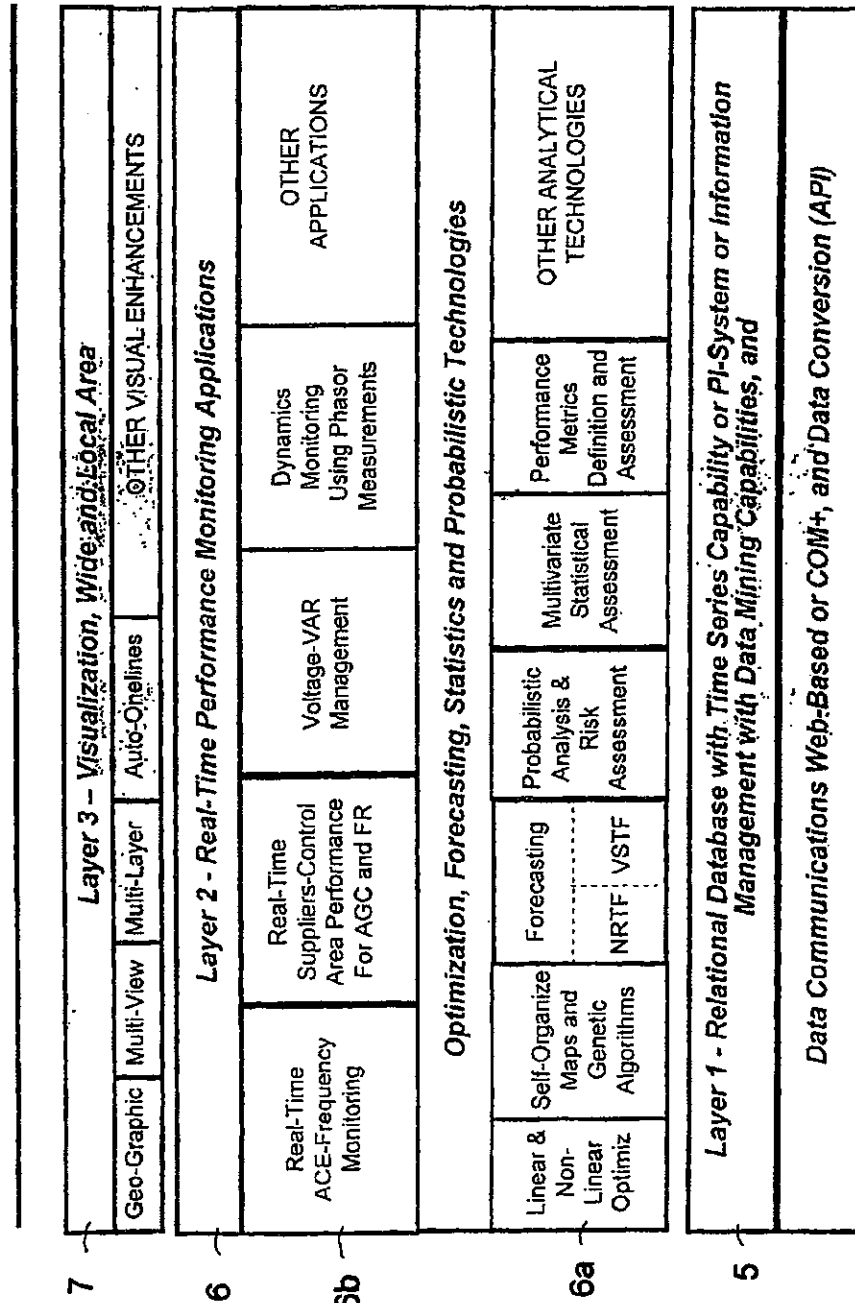 7
Layer 3 – Visualization, Wide and Local Area
Geo-Graphic
Multi-View
Multi-Layer
Auto-Onelines
OTHER VISUAL ENHANCEMENTS
6
Layer 2 - Real-Time Performance Monitoring Applications
6b
Real-Time
ACE-Frequency
Monitoring
Real-Time
Suppliers-Control
Area Performance
For AGC and FR
Voltage-VAR
Management
Dynamics
Monitoring
Using Phasor
Measurements
OTHER
APPLICATIONS
Optimization, Forecasting, Statistics and Probabilistic Technologies
6a
Linear &
Non-
Linear
Optimiz
Self-Organize
Maps and
Genetic
Algorithms
Forecasting
NRTF
VSTF
Probabilistic
Analysis &
Risk
Assessment
Multivariate
Statistical
Assessment
Performance
Metrics
Definition and
Assessment
OTHER ANALYTICAL
TECHNOLOGIES
5
Layer 1 - Relational Database with Time Series Capability or PI-System or Information
Management with Data Mining Capabilities, and
Data Communications Web-Based or COM+, and Data Conversion (API)